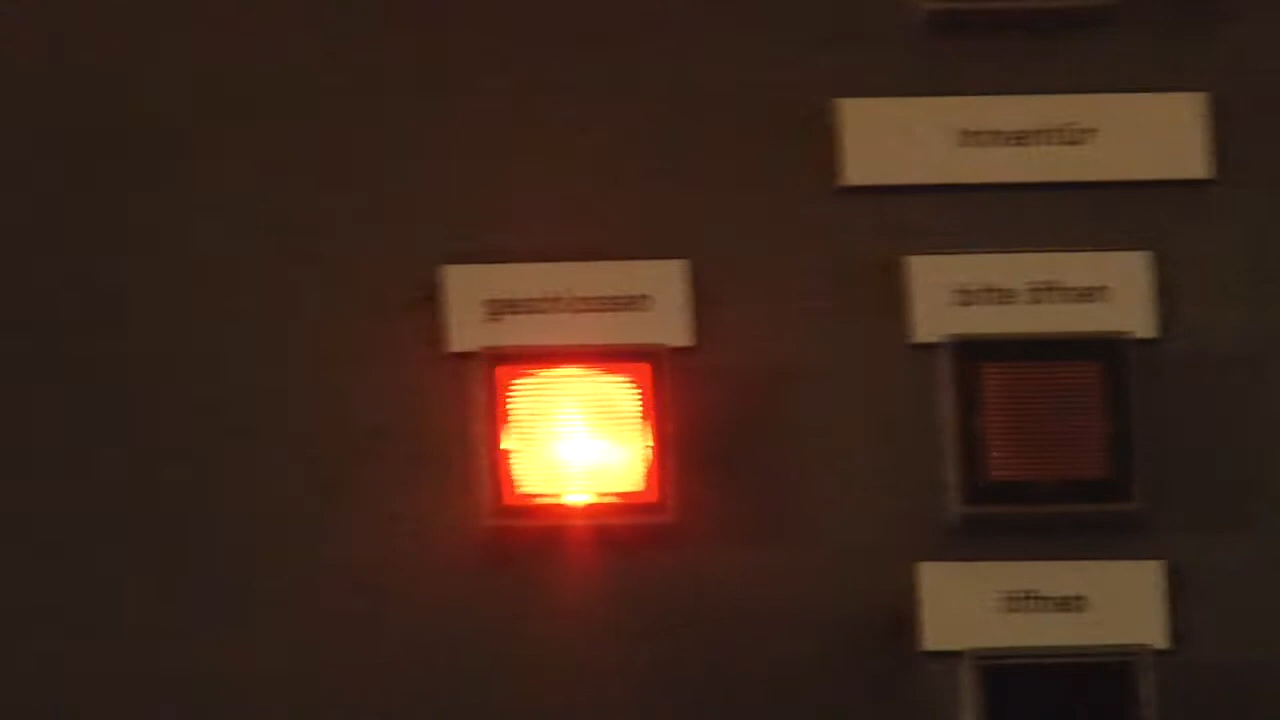 Innentür
geschlossen
bitte öffnen
öffnen